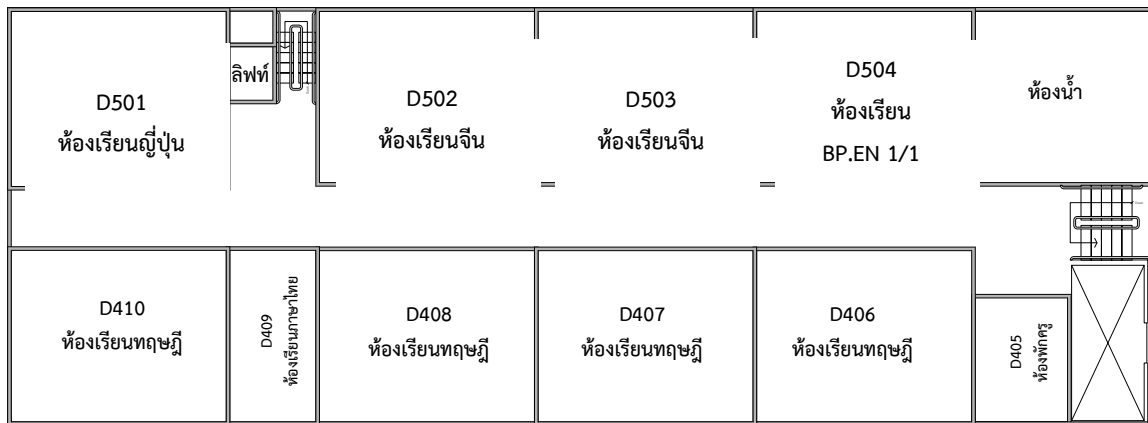 D501
ห้องเรียนญี่ปุ่น
ลิฟท์
D502
ห้องเรียนจีน
D503
ห้องเรียนจีน
D504
ห้องเรียน
BP.EN 1/1
ห้องน้ำ
D410
ห้องเรียนทฤษฎี
D409
ห้องเรียนภาษาไทย
D408
ห้องเรียนทฤษฎี
D407
ห้องเรียนทฤษฎี
D406
ห้องเรียนทฤษฎี
D405
ห้องพักครู